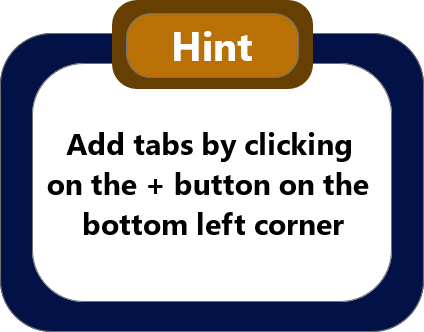 Hint
Add tabs by clicking
on the + button on the
bottom left corner